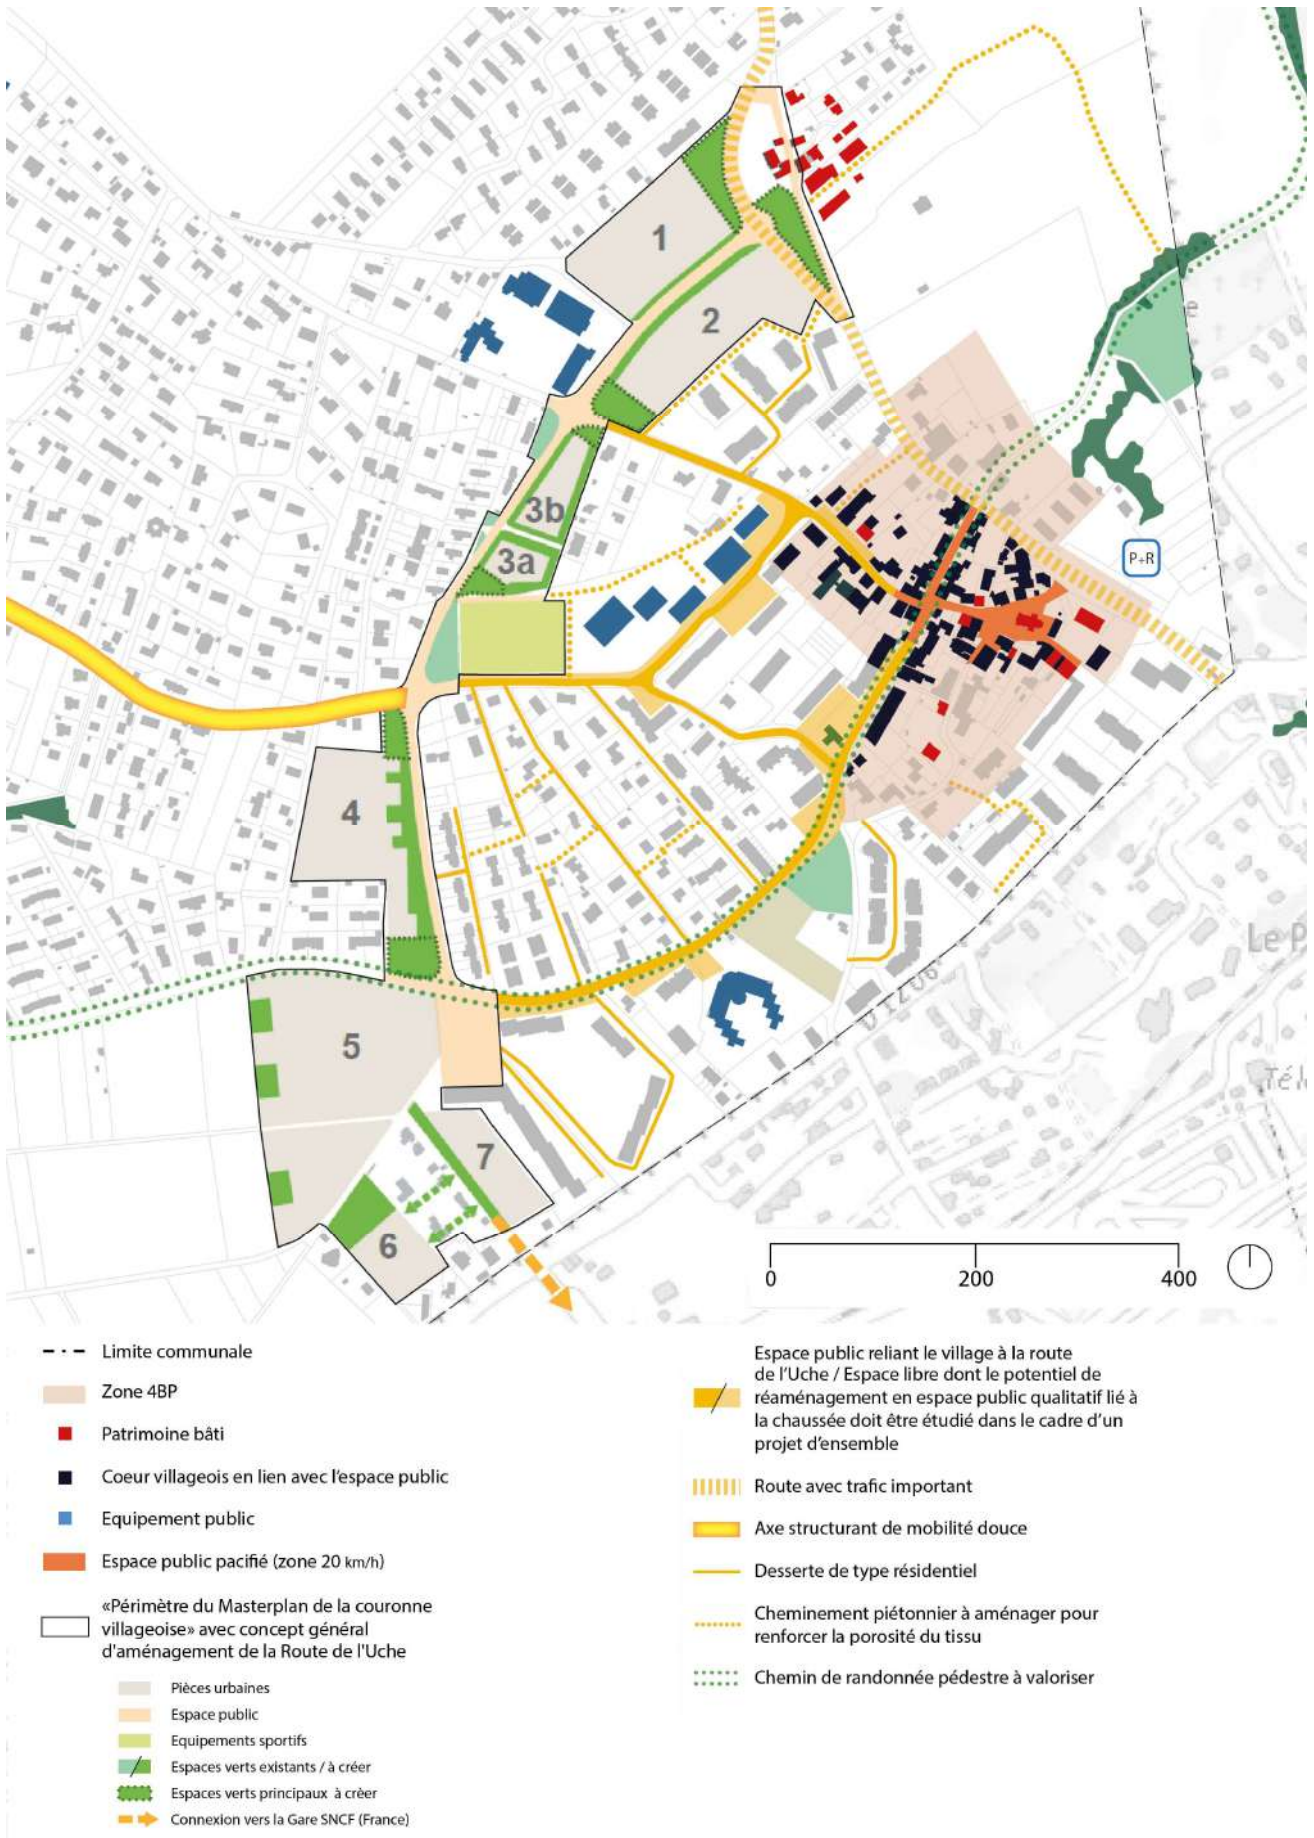 1
2
e
3b
3a
P+R
4
Le P
D1206
5
Tél
7
6
0
200
400
Limite communale
Zone 4BP
Patrimoine bâti
Coeur villageois en lien avec l'espace public
Equipement public
Espace public pacifié (zone 20 km/h)
«Périmètre du Masterplan de la couronne
villageoise» avec concept général
d'aménagement de la Route de l'Uche
Pièces urbaines
Espace public
Equipements sportifs
Espaces verts existants / à créer
Espaces verts principaux à crèer
Connexion vers la Gare SNCF (France)
Espace public reliant le village à la route
de l'Uche / Espace libre dont le potentiel de
réaménagement en espace public qualitatif lié à
la chaussée doit être étudié dans le cadre d'un
projet d'ensemble
Route avec trafic important
Axe structurant de mobilité douce
Desserte de type résidentiel
Cheminement piétonnier à aménager pour
renforcer la porosité du tissu
Chemin de randonnée pédestre à valoriser